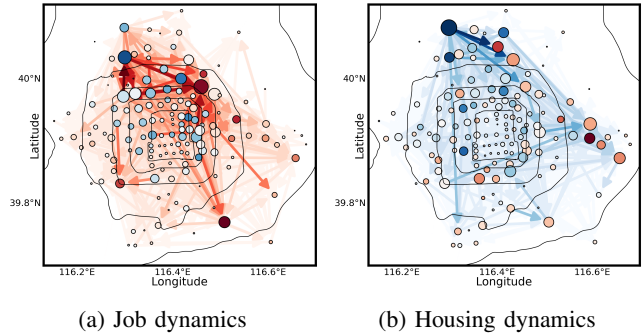 40°N
39.8°N
Latitude
116.2°E
116.4°E
116.6°E
Longitude
(a) Job dynamics
40°N
39.8°N
Latitude
116.2°E
116.4°E
116.6°E
Longitude
(b) Housing dynamics